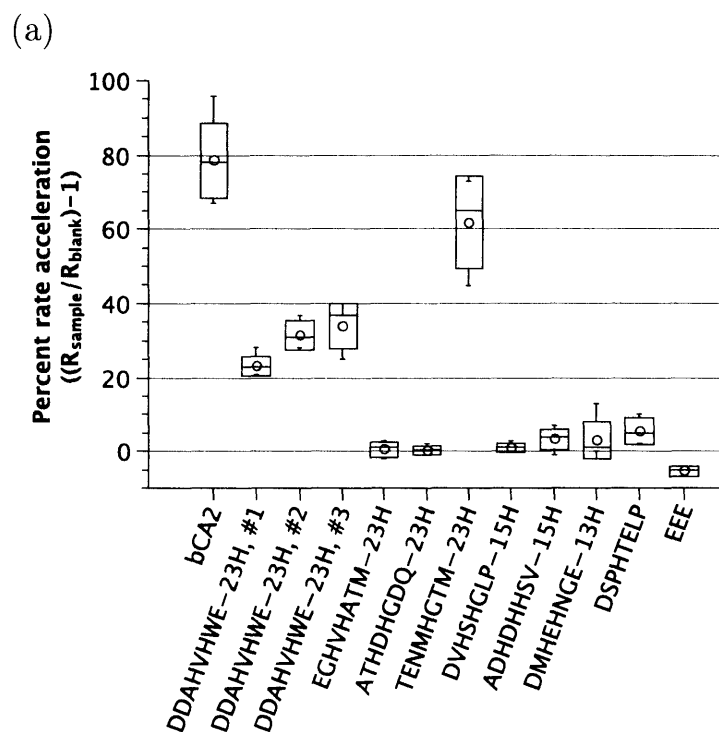 (a)
Percent rate acceleration
((Rsample/Rblank)-1)
100
80
60
40
20
0
bCA2
DDAHVHWE-23H, #1
DDAHVHWE-23H, #2
DDAHVHWE-23H, #3
EGHVHATM-23H
ATHDHGDQ-23H
TENMHGTM-23H
DVHSHGLP-15H
ADHDHHSV-15H
DMHEHNGE-13H
DSPHTELP
EEE